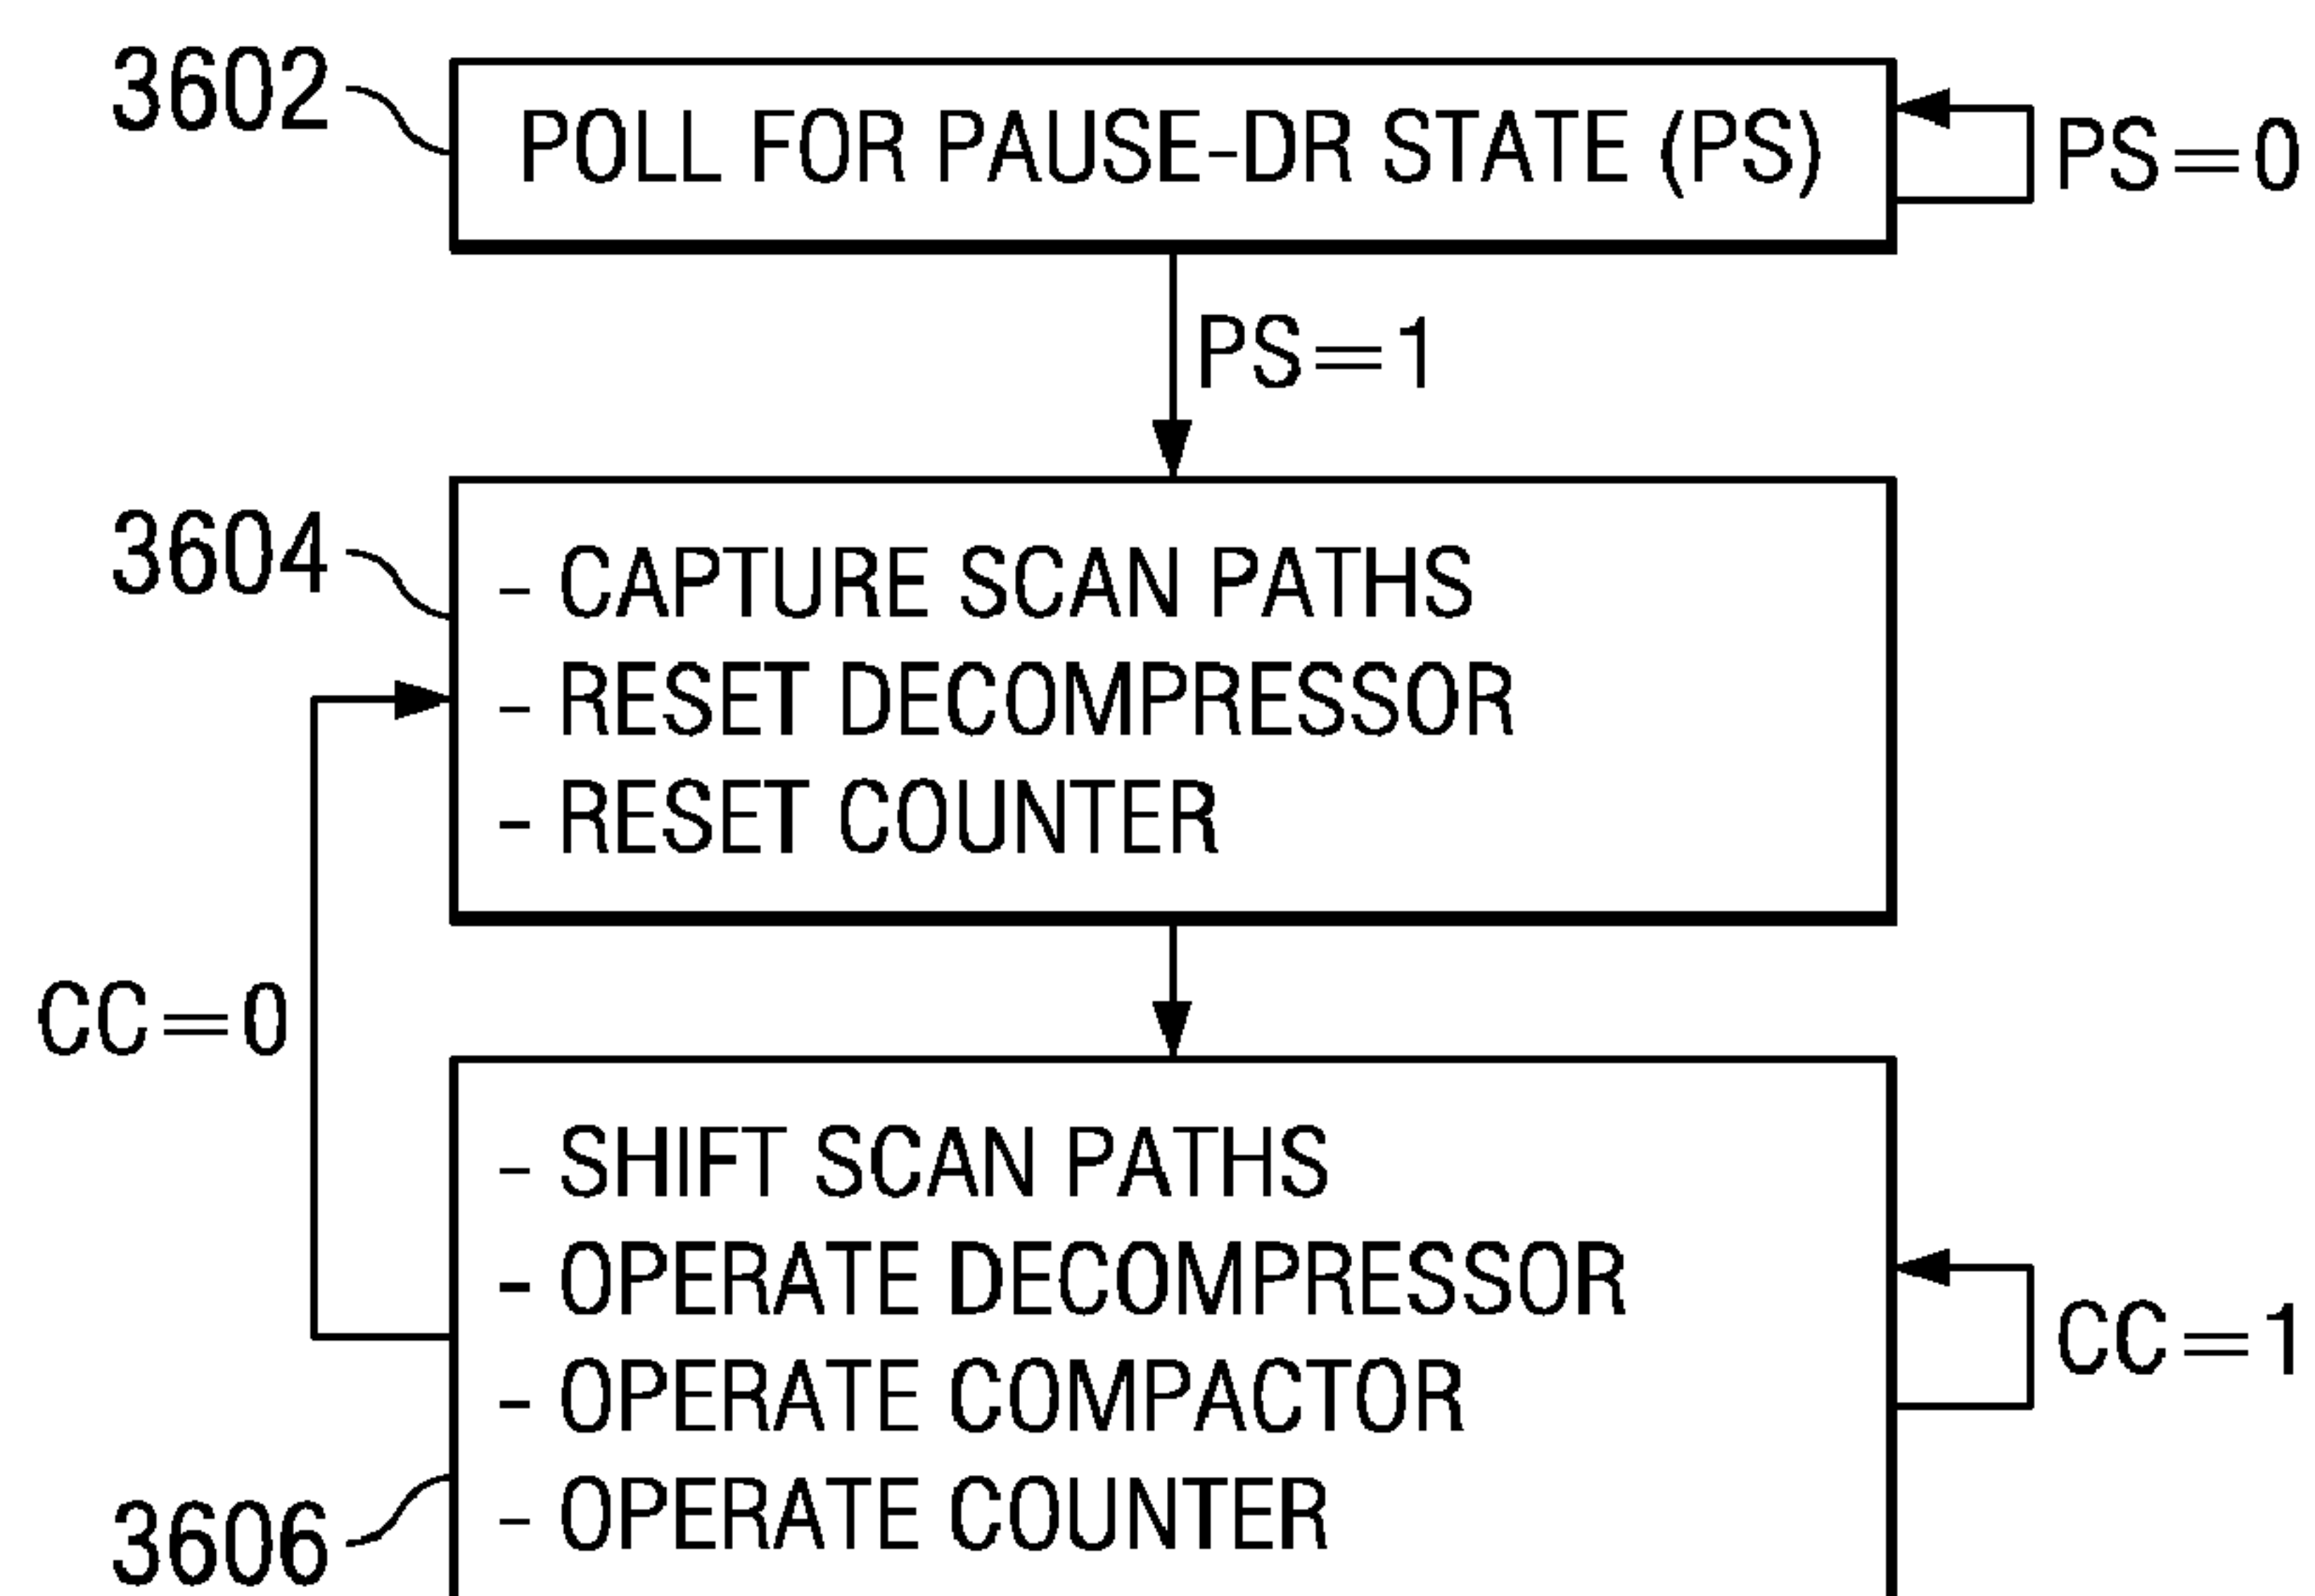 3602
POLL FOR PAUSE-DR STATE (PS)
PS=0
PS=1
3604
- CAPTURE SCAN PATHS
- RESET DECOMPRESSOR
- RESET COUNTER
CC=0
- SHIFT SCAN PATHS
- OPERATE DECOMPRESSOR
- OPERATE COMPACTOR
- OPERATE COUNTER
CC=1
3606